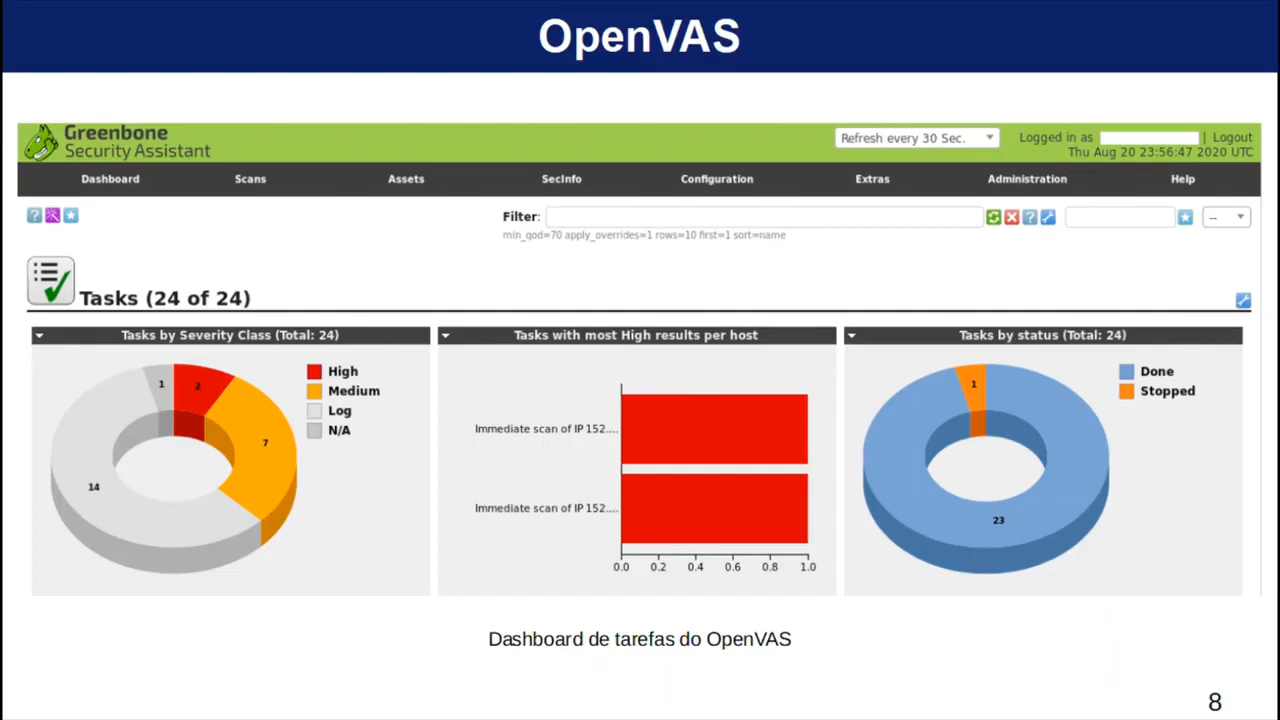 OpenVAS
Greenbone
Security Assistant
Refresh every 30 Sec.
Logged in as | Logout
Thu Aug 20 23:56:47 2020 UTC
Dashboard Scans Assets SecInfo Configuration Extras Administration Help
Filter:
--
min_qod=70 apply_overrides=1 rows=10 first=1 sort=name
Tasks (24 of 24)
Tasks by Severity Class (Total: 24)
1
2
7
14
High
Medium
Log
N/A
Tasks with most High results per host
Immediate scan of IP 152....
Immediate scan of IP 152....
0.0 0.2 0.4 0.6 0.8 1.0
Tasks by status (Total: 24)
1
23
Done
Stopped
Dashboard de tarefas do OpenVAS
8